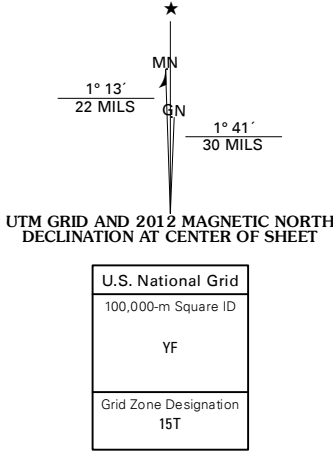 ★
MN
1° 13´
22 MILS
GN
1° 41´
30 MILS
UTM GRID AND 2012 MAGNETIC NORTH
DECLINATION AT CENTER OF SHEET
U.S. National Grid
100,000-m Square ID
YF
Grid Zone Designation
15T